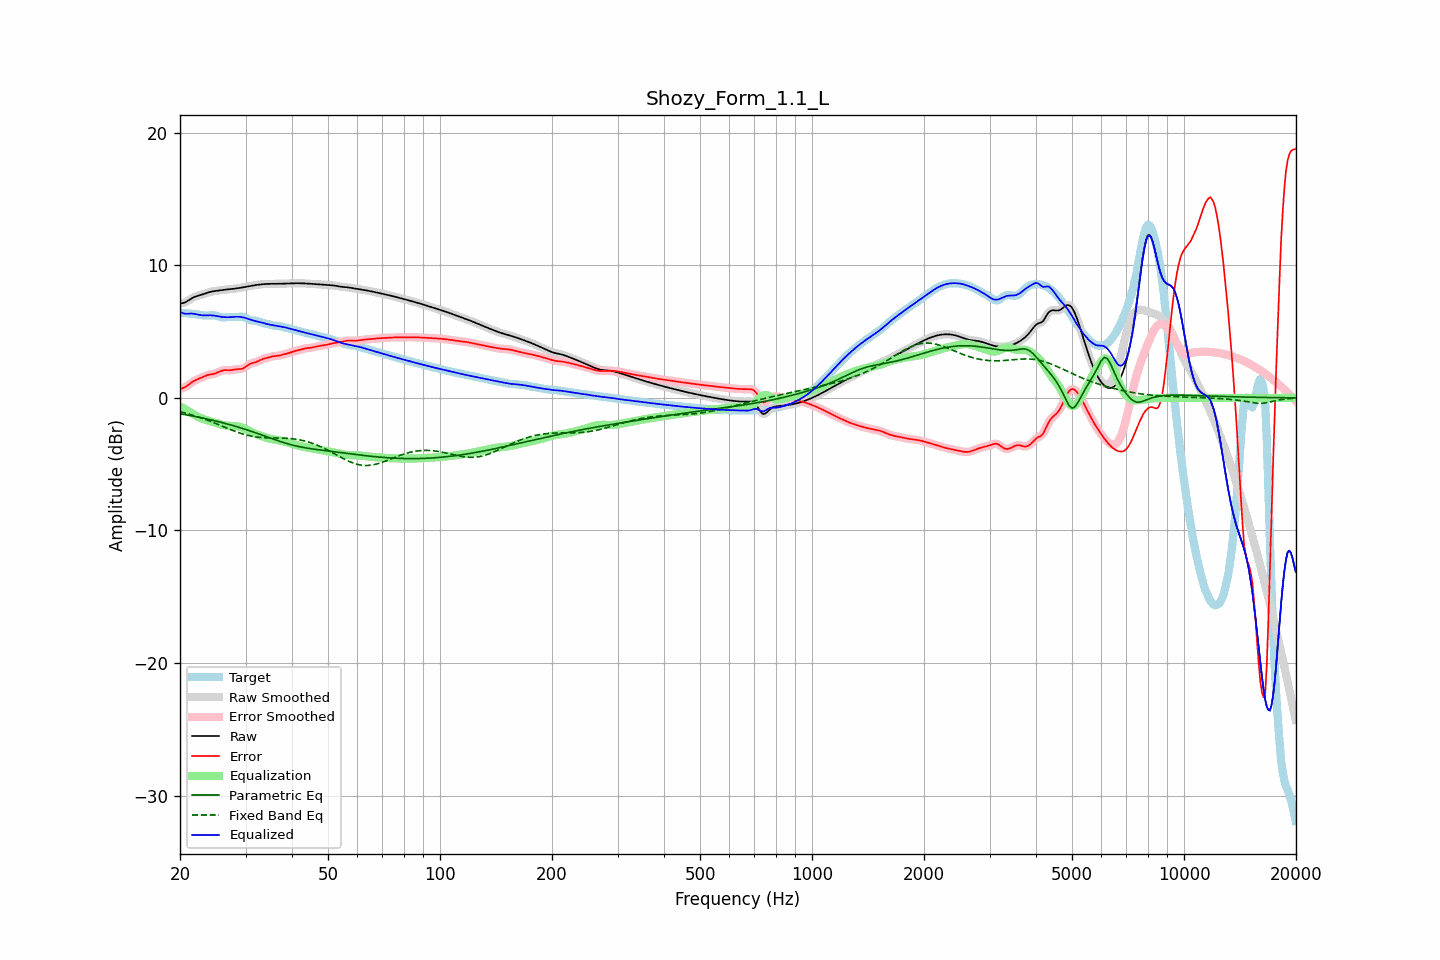 Shozy_Form_1.1_L
Amplitude (dBr)
20
10
0
−10
−20
−30
Target
Raw Smoothed
Error Smoothed
Raw
Error
Equalization
Parametric Eq
Fixed Band Eq
Equalized
20 50 100 200 500 1000 2000 5000 10000 20000
Frequency (Hz)